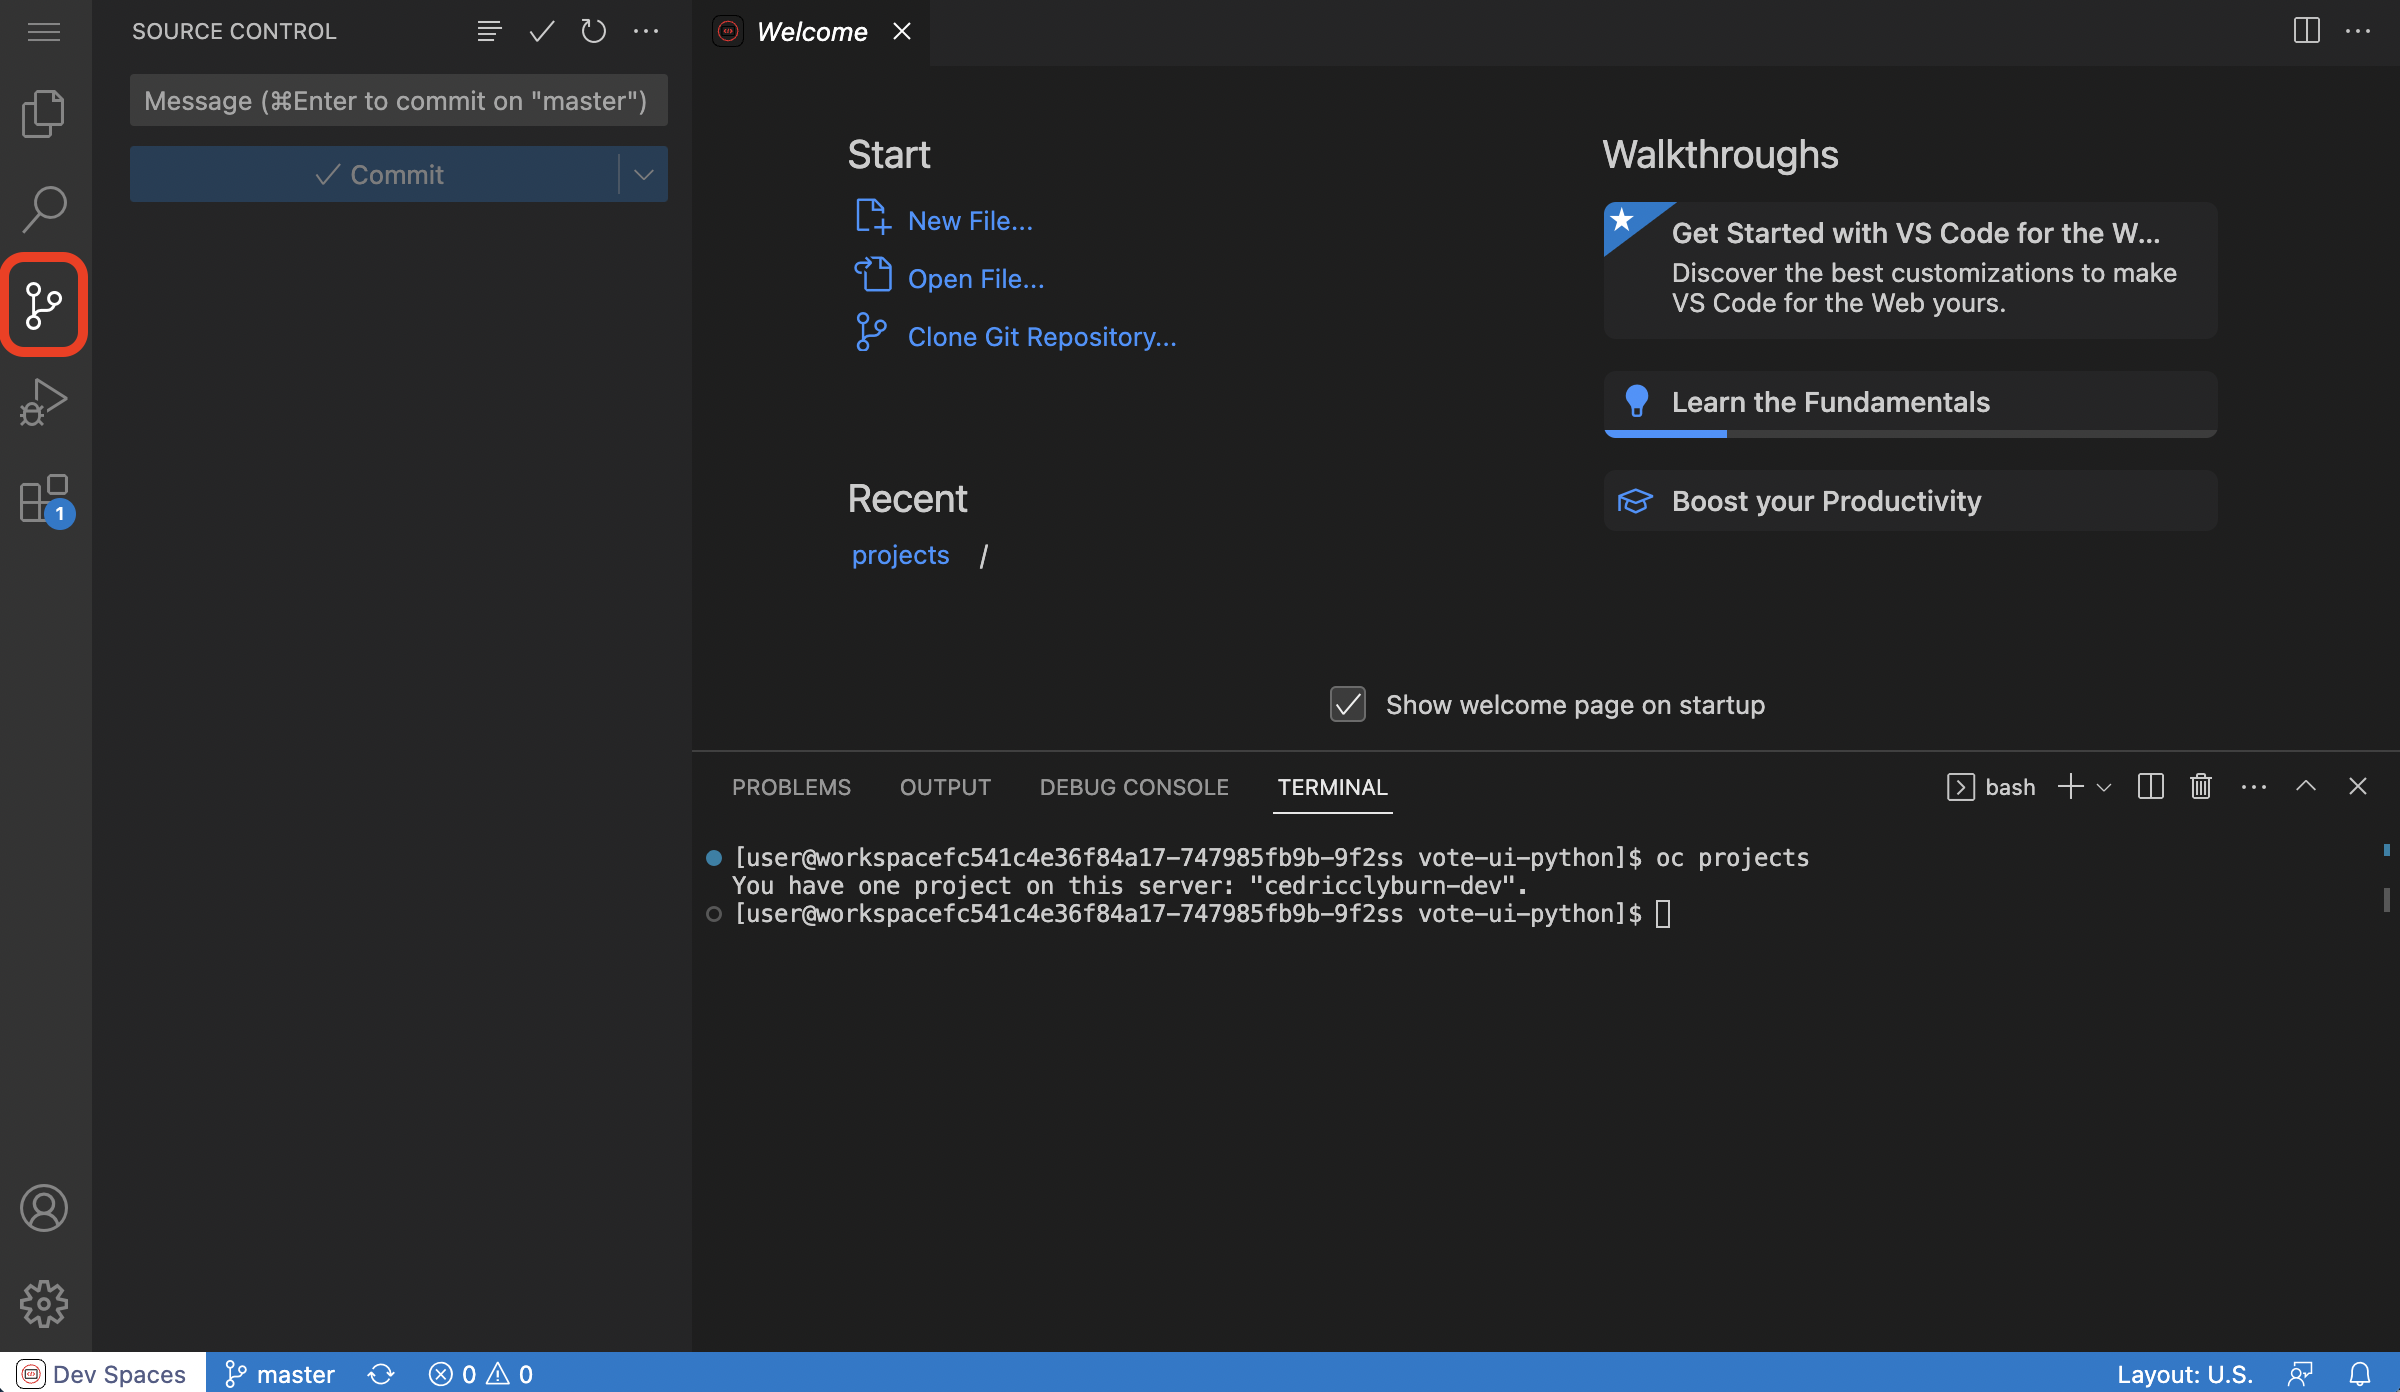 SOURCE CONTROL
Message (⌘Enter to commit on "master")
Commit
1
Welcome
Start
New File...
Open File...
Clone Git Repository...
Recent
projects /
Walkthroughs
Get Started with VS Code for the W...
Discover the best customizations to make
VS Code for the Web yours.
Learn the Fundamentals
Boost your Productivity
Show welcome page on startup
PROBLEMS OUTPUT DEBUG CONSOLE TERMINAL bash
[user@workspacefc541c4e36f84a17-747985fb9b-9f2ss vote-ui-python]$ oc projects
You have one project on this server: "cedricclyburn-dev".
[user@workspacefc541c4e36f84a17-747985fb9b-9f2ss vote-ui-python]$
Dev Spaces master 0 0 Layout: U.S.